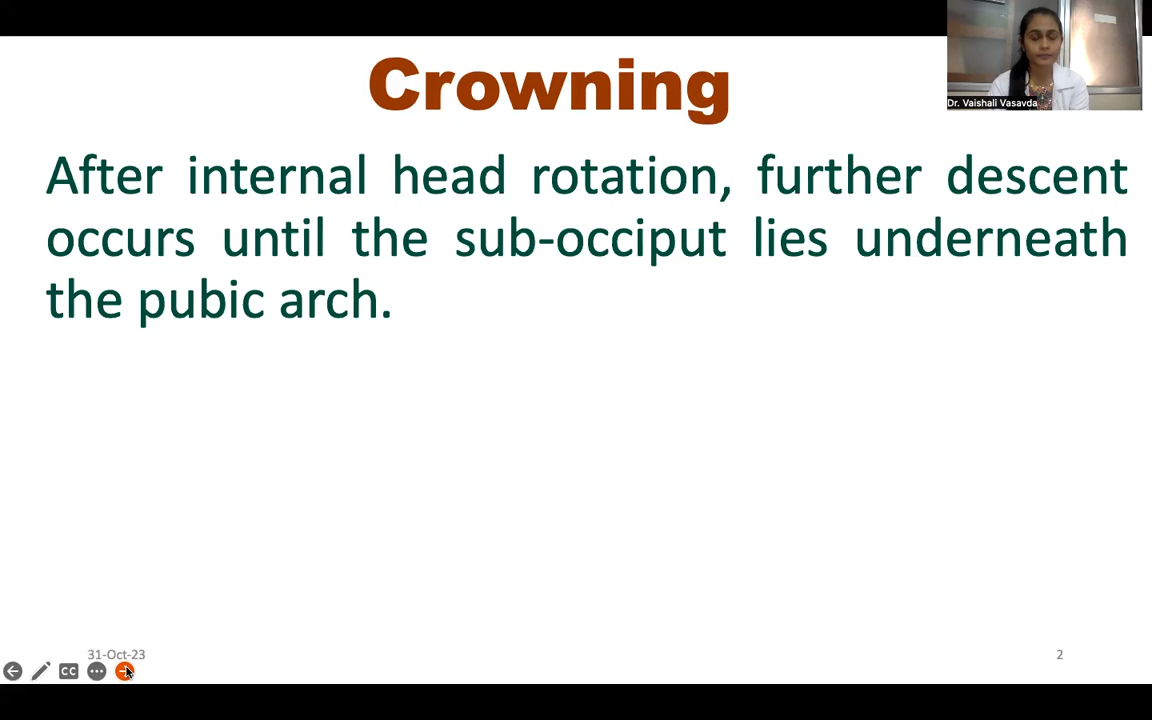 Crowning
Dr. Vaishali Vasavda
After internal head rotation, further descent
occurs until the sub-occiput lies underneath
the pubic arch.
31-Oct-23
2
CC